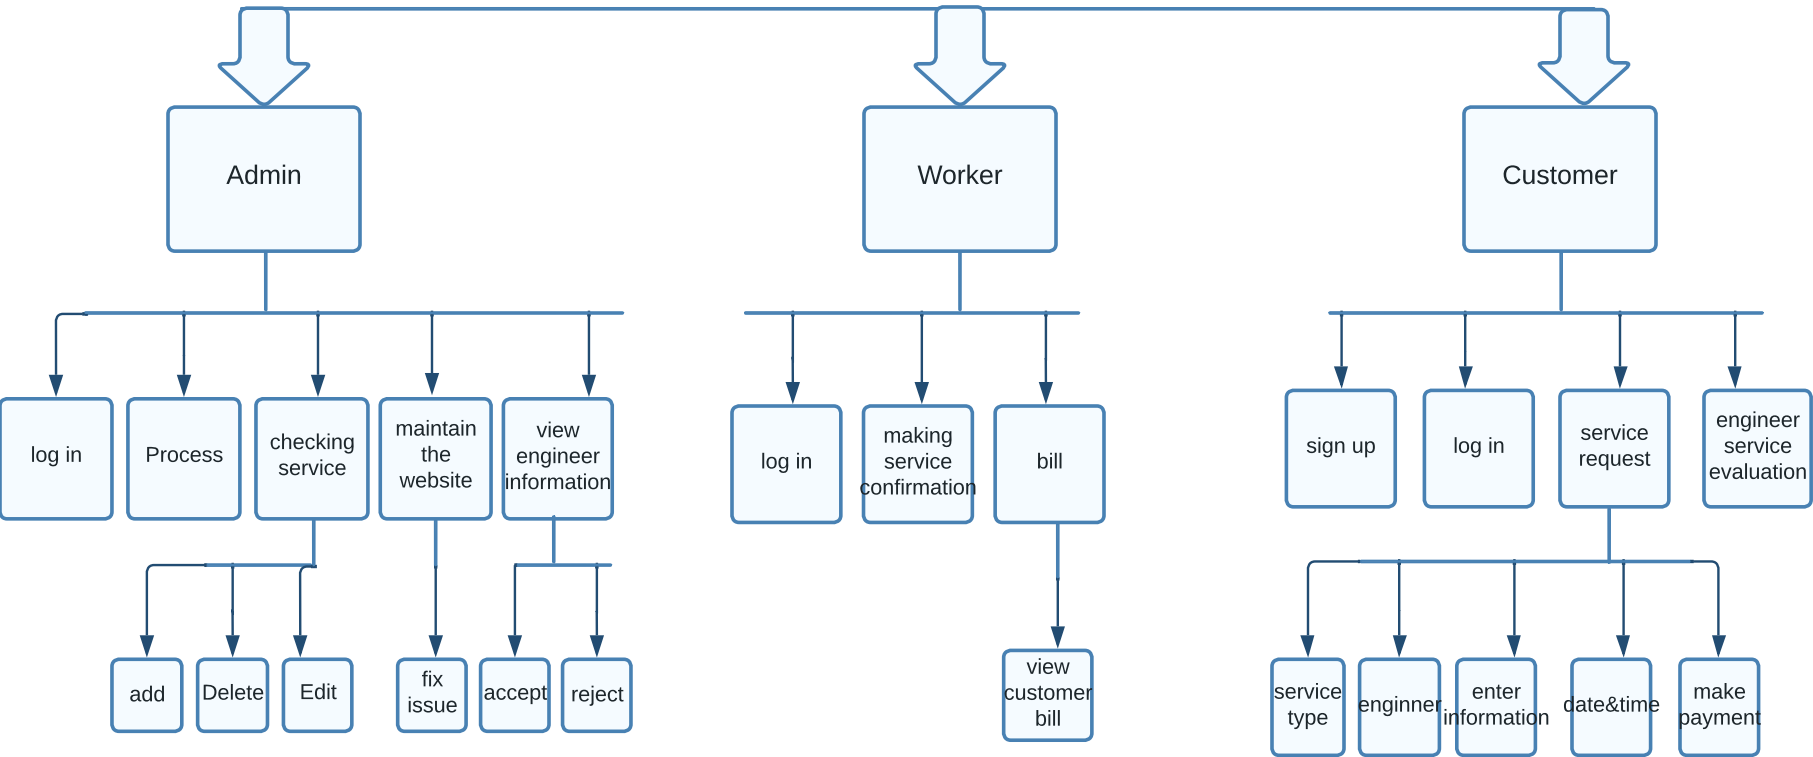 Admin
Worker
Customer
log in
Process
checking
service
maintain
the
website
view
engineer
information
log in
making
service
confirmation
bill
sign up
log in
service
request
engineer
service
evaluation
add
Delete
Edit
fix
issue
accept
reject
view
customer
bill
service
type
enginner
enter
information
date&time
make
payment